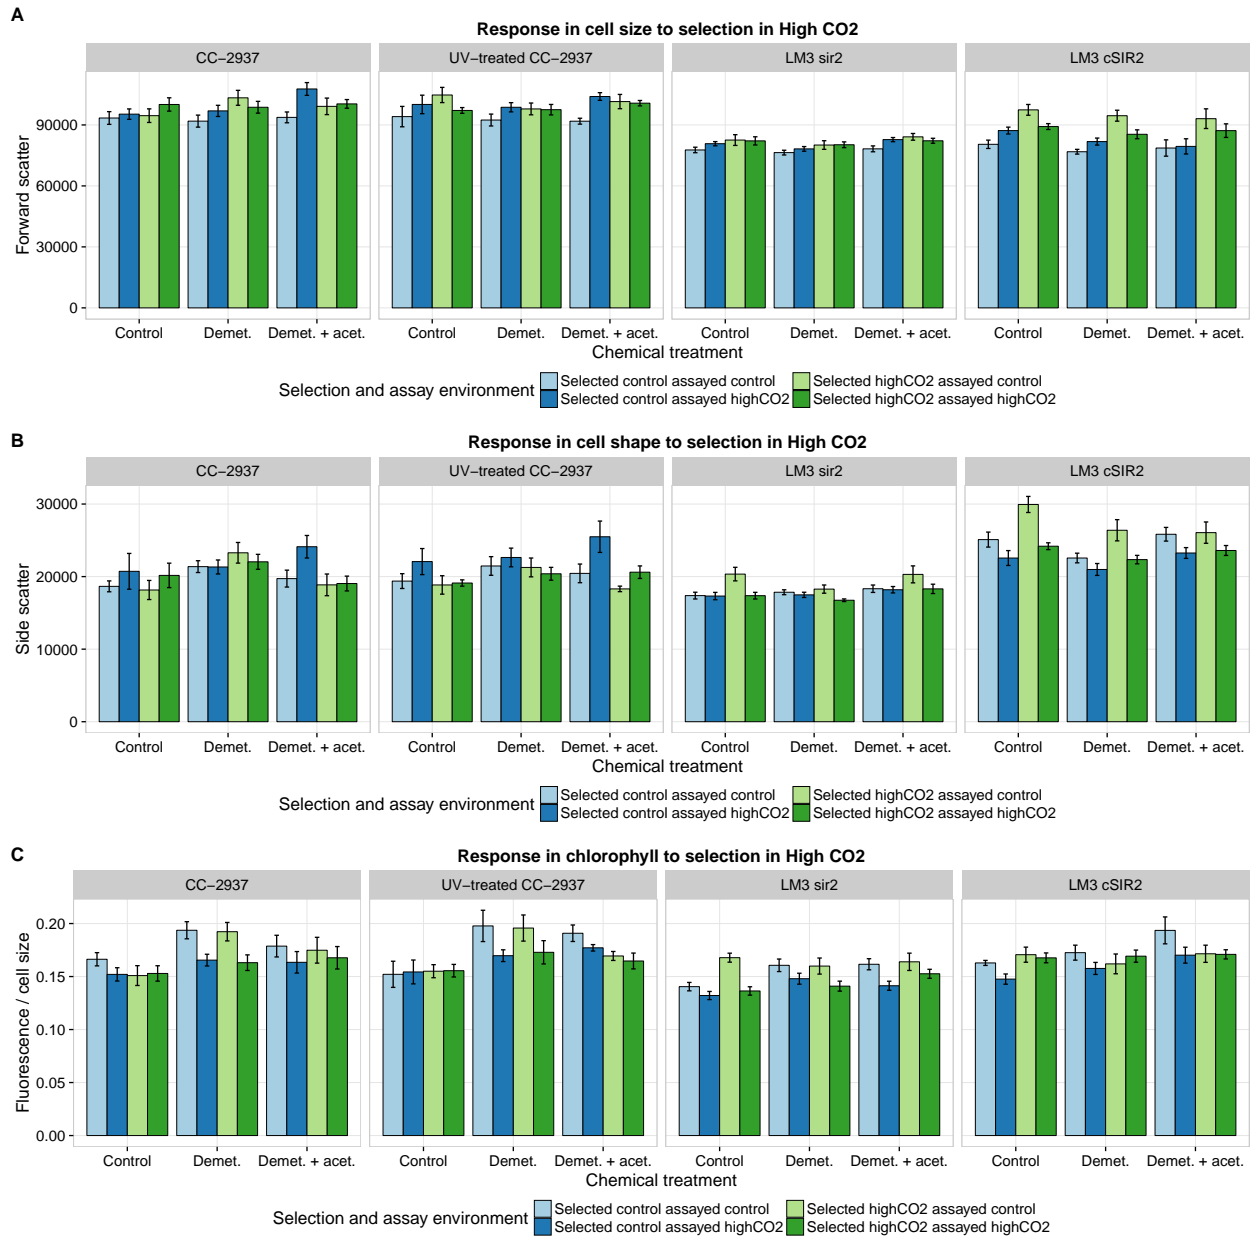 A
Response in cell size to selection in High CO2
CC−2937 UV−treated CC−2937 LM3 sir2 LM3 cSIR2
Forward scatter
90000
60000
30000
0
Control Demet. Demet. + acet. Control Demet. Demet. + acet. Control Demet. Demet. + acet. Control Demet. Demet. + acet.
Chemical treatment
Selection and assay environment
Selected control assayed control Selected highCO2 assayed control
Selected control assayed highCO2 Selected highCO2 assayed highCO2
B
Response in cell shape to selection in High CO2
CC−2937 UV−treated CC−2937 LM3 sir2 LM3 cSIR2
Side scatter
30000
20000
10000
0
Control Demet. Demet. + acet. Control Demet. Demet. + acet. Control Demet. Demet. + acet. Control Demet. Demet. + acet.
Chemical treatment
Selection and assay environment
Selected control assayed control Selected highCO2 assayed control
Selected control assayed highCO2 Selected highCO2 assayed highCO2
C
Response in chlorophyll to selection in High CO2
CC−2937 UV−treated CC−2937 LM3 sir2 LM3 cSIR2
Fluorescence / cell size
0.20
0.15
0.10
0.05
0.00
Control Demet. Demet. + acet. Control Demet. Demet. + acet. Control Demet. Demet. + acet. Control Demet. Demet. + acet.
Chemical treatment
Selection and assay environment
Selected control assayed control Selected highCO2 assayed control
Selected control assayed highCO2 Selected highCO2 assayed highCO2